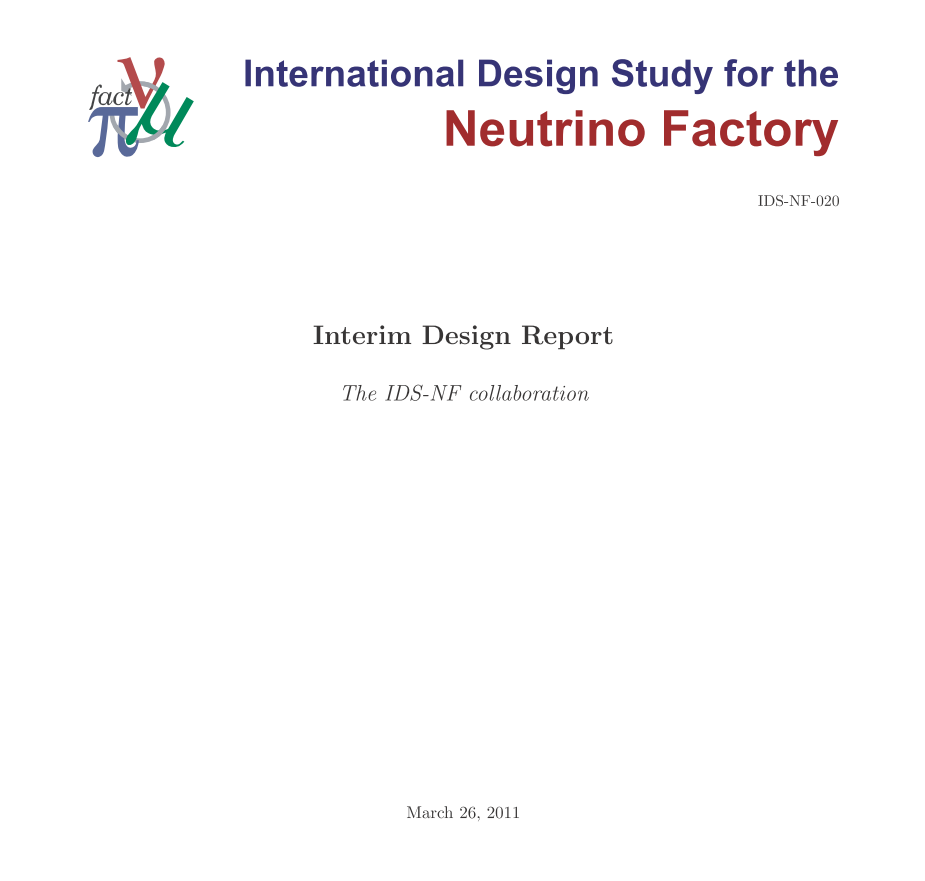 fact
ν
π
μ
International Design Study for the
Neutrino Factory
IDS-NF-020
Interim Design Report
The IDS-NF collaboration
March 26, 2011